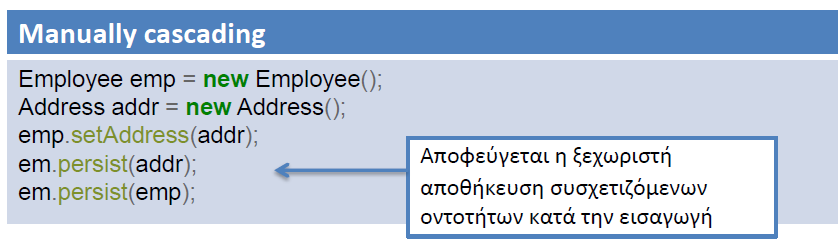 Manually cascading
Employee emp = new Employee();
Address addr = new Address();
emp.setAddress(addr);
em.persist(addr);
em.persist(emp);
Αποφεύγεται η ξεχωριστή
αποθήκευση συσχετιζόμενων
οντοτήτων κατά την εισαγωγή